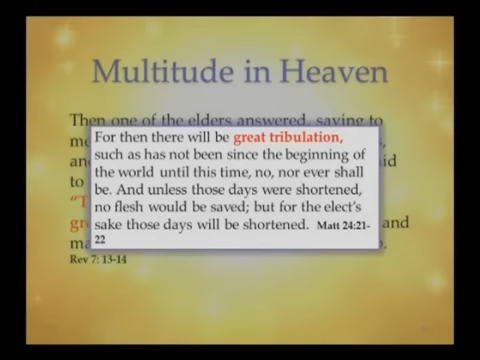 Multitude in Heaven
Then one of the elders answered, saying to
For then there will be great tribulation,
such as has not been since the beginning of
the world until this time, no, nor ever shall
be. And unless those days were shortened,
no flesh would be saved; but for the elect's
sake those days will be shortened. Matt 24:21-
22
me
and
to
and
Rev 7: 13-14